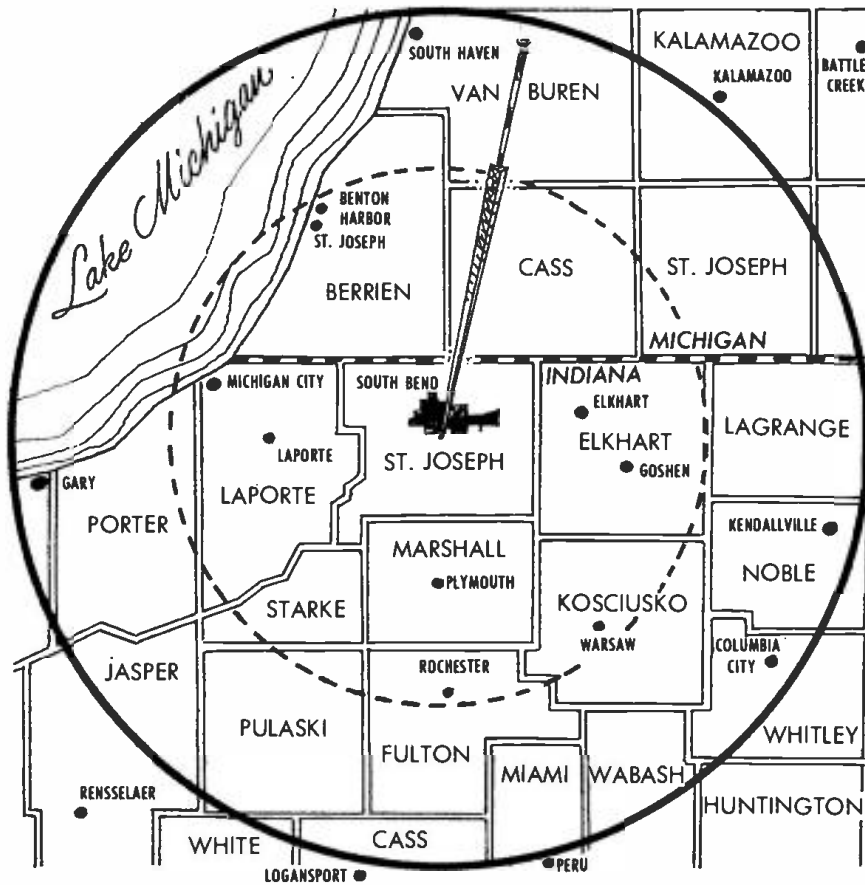 SOUTH HAVEN
KALAMAZOO
KALAMAZOO
BATTLE
CREEK
VAN BUREN
Lake Michigan
BENTON
HARBOR
ST. JOSEPH
BERRIEN
CASS
ST. JOSEPH
MICHIGAN
INDIANA
MICHIGAN CITY
SOUTH BEND
ELKHART
LAPORTE
ST. JOSEPH
ELKHART
LAGRANGE
GOSHEN
GARY
LAPORTE
PORTER
KENDALLVILLE
MARSHALL
PLYMOUTH
NOBLE
STARKE
KOSCIUSKO
WARSAW
COLUMBIA
CITY
JASPER
ROCHESTER
PULASKI
FULTON
WHITLEY
MIAMI
WABASH
HUNTINGTON
RENSSELAER
WHITE
CASS
LOGANSPORT
PERU